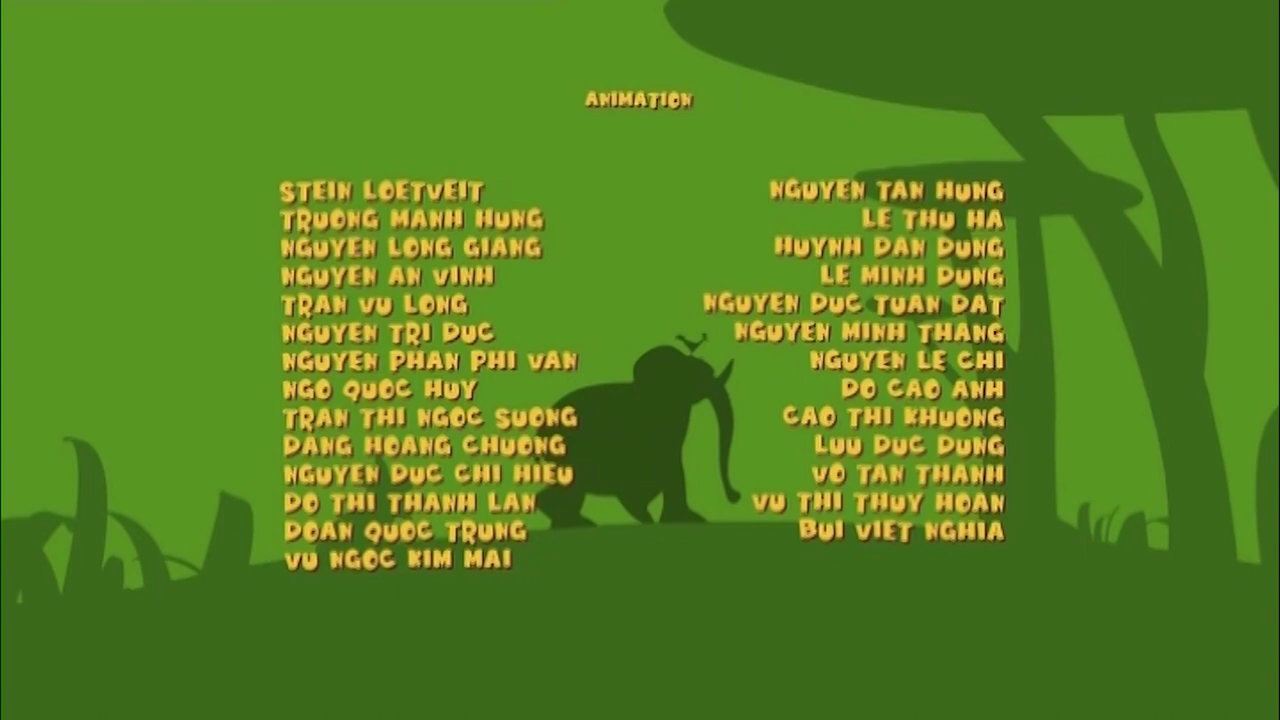 ANIMATION
STEIN LOETVEIT
TRUONG MANH HUNG
NGUYEN LONG GIANG
NGUYEN AN VINH
TRAN VU LONG
NGUYEN TRI DUC
NGUYEN PHAN PHI VAN
NGO QUOC HUY
TRAN THI NGOC SUONG
DANG HOANG CHUONG
NGUYEN DUC CHI HIEU
DO THI THANH LAN
DOAN QUOC TRUNG
VU NGOC KIM MAI
NGUYEN TAN HUNG
LE THU HA
HUYNH DAN DUNG
LE MINH DUNG
NGUYEN DUC TUAN DAT
NGUYEN MINH THANG
NGUYEN LE CHI
DO CAO ANH
CAO THI KHUONG
LUU DUC DUNG
VO TAN THANH
VU THI THUY HOAN
BUI VIET NGHIA